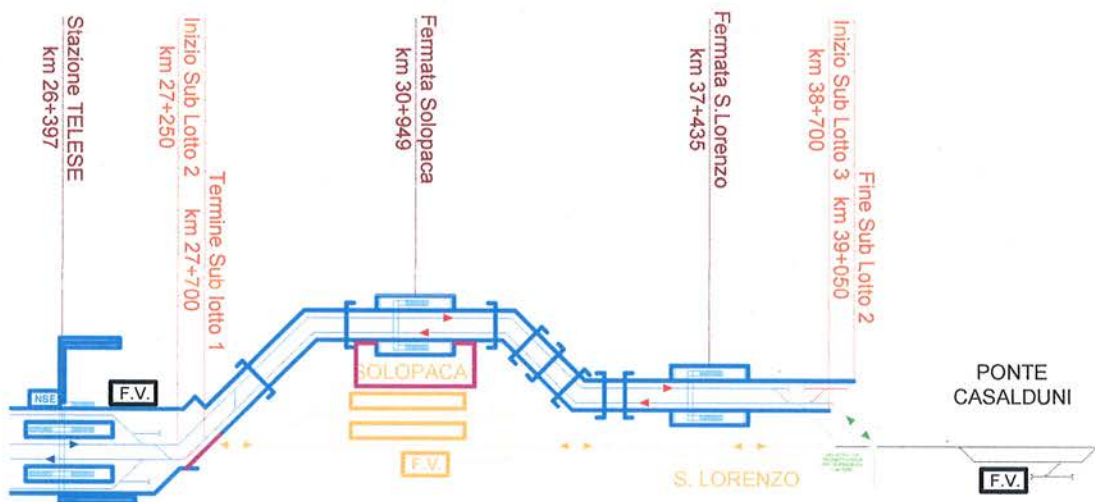 Stazione TELESE
km 26+397
Inizio Sub Lotto 2
km 27+250
Termine Sub lotto 1
km 27+700
Fermata Solopaca
km 30+949
Fermata S.Lorenzo
km 37+435
Inizio Sub Lotto 3
km 38+700
Fine Sub Lotto 2
km 39+050
NSE
F.V.
SOLOPACA
F.V.
S. LORENZO
PONTE
CASALDUNI
F.V.